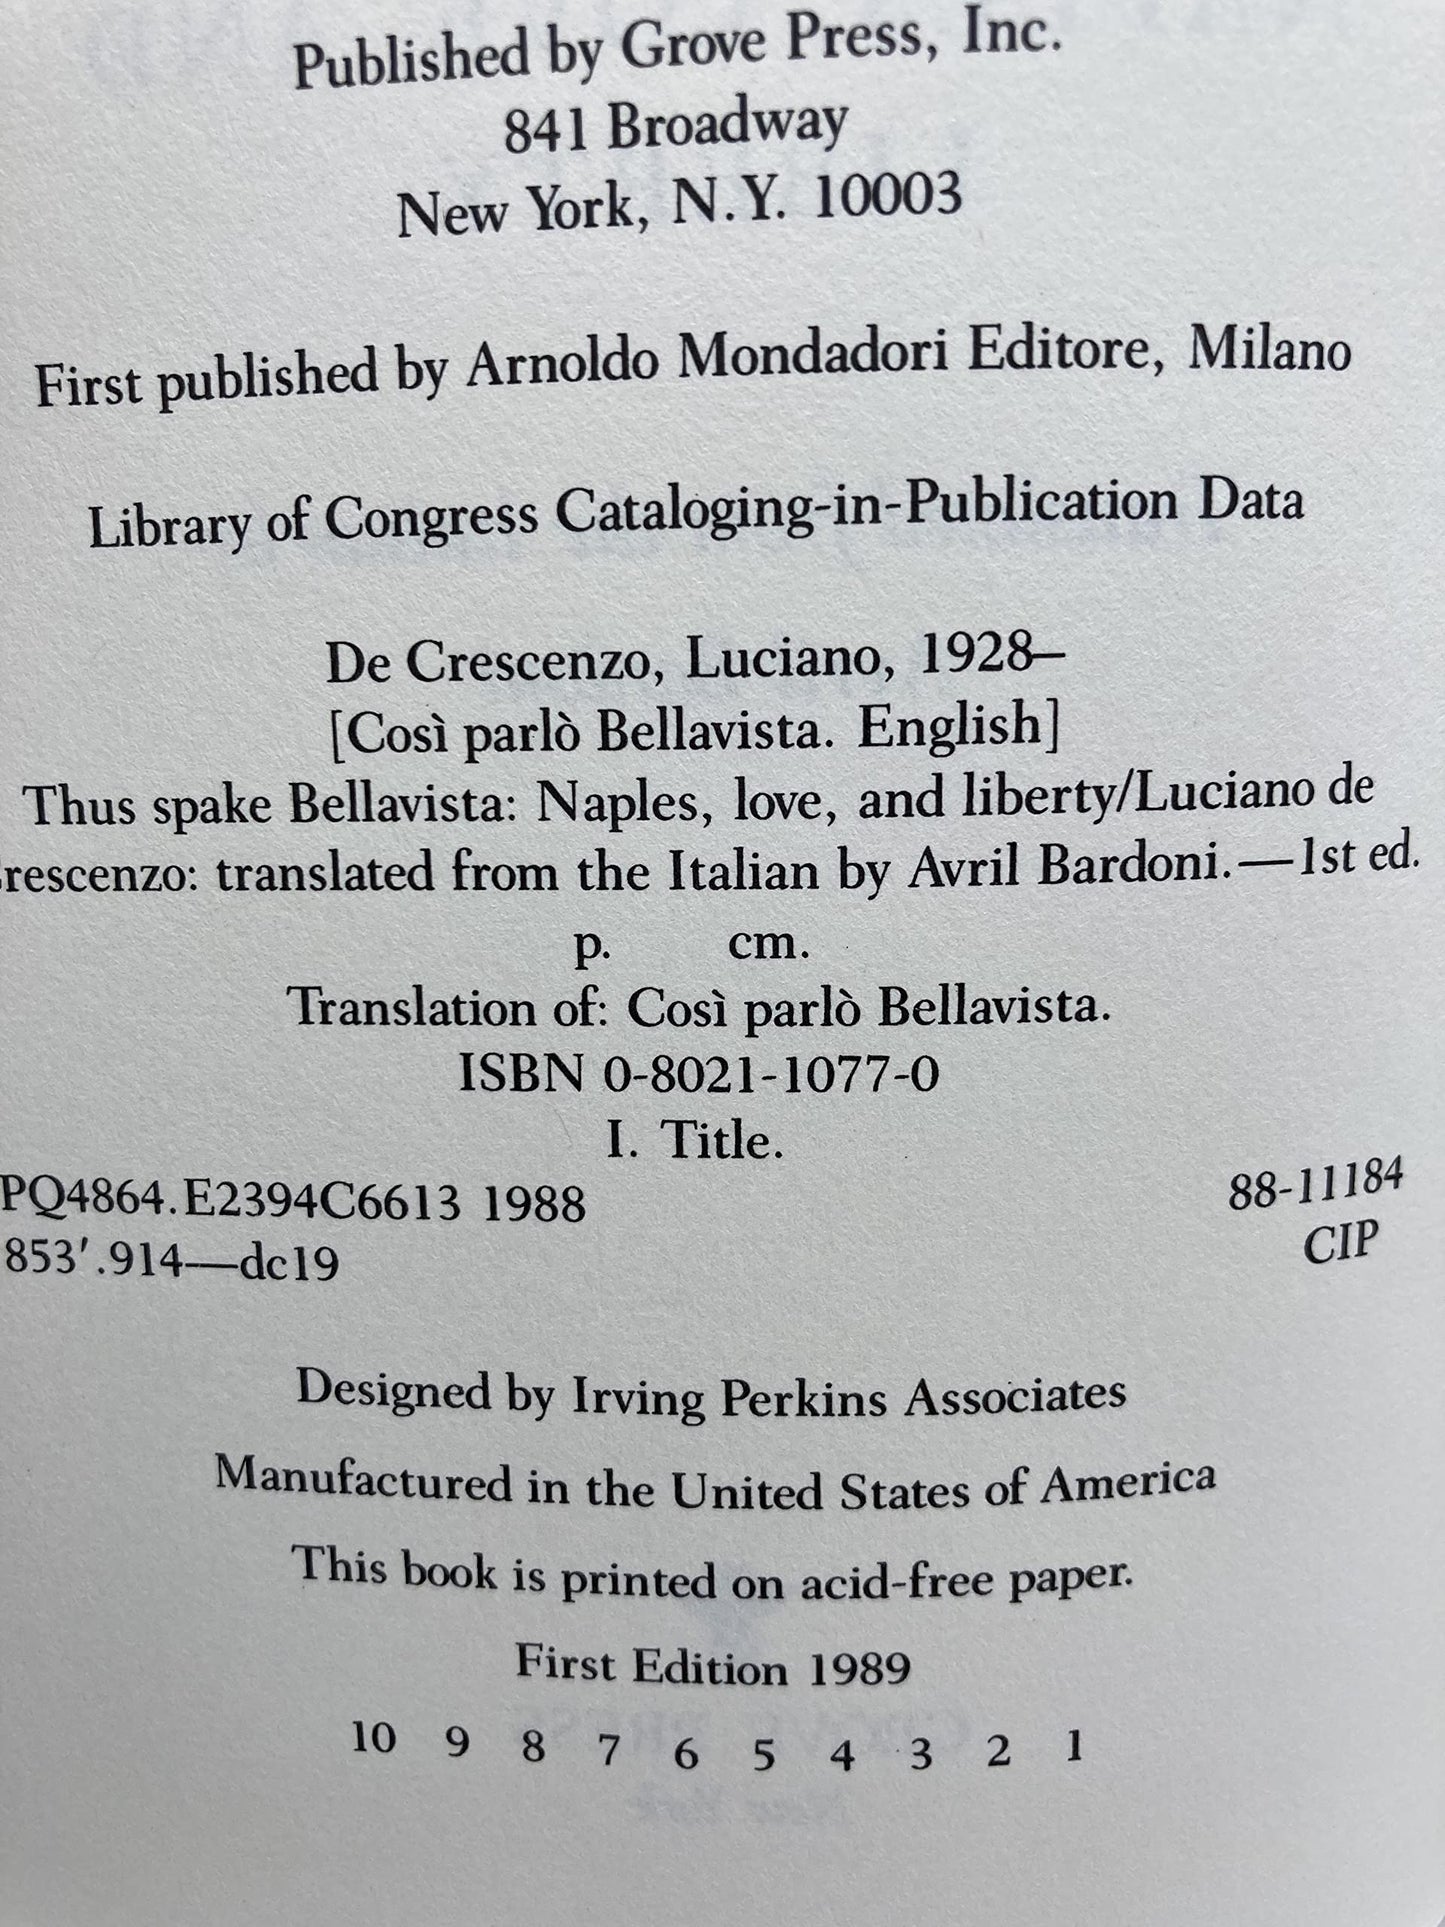 Published by Grove Press, Inc.
841 Broadway
New York, N.Y. 10003
First published by Arnoldo Mondadori Editore, Milano
Library of Congress Cataloging-in-Publication Data
De Crescenzo, Luciano, 1928–
[Così parlò Bellavista. English]
Thus spake Bellavista: Naples, love, and liberty/Luciano de
rescenzo: translated from the Italian by Avril Bardoni.—1st ed.
p. cm.
Translation of: Così parlò Bellavista.
ISBN 0-8021-1077-0
I. Title.
PQ4864.E2394C6613 1988 88-11184
853′.914—dc19 CIP
Designed by Irving Perkins Associates
Manufactured in the United States of America
This book is printed on acid-free paper.
First Edition 1989
10 9 8 7 6 5 4 3 2 1